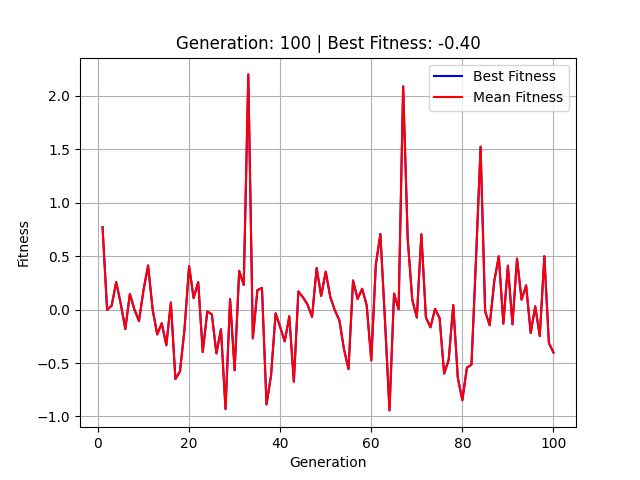 Generation: 100 | Best Fitness: -0.40
Best Fitness
Mean Fitness
2.0
1.5
1.0
0.5
0.0
−0.5
−1.0
Fitness
0 20 40 60 80 100
Generation